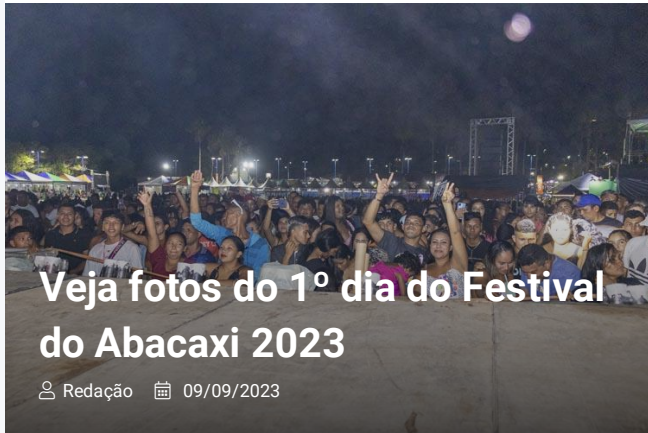 Veja fotos do 1º dia do Festival
do Abacaxi 2023
Redação 09/09/2023